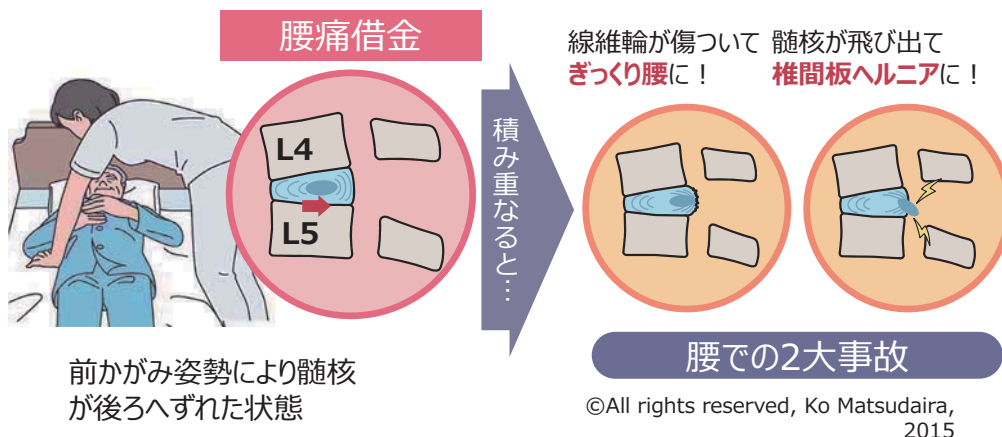 腰痛借金
L4
L5
前かがみ姿勢により髄核
が後ろへずれた状態
積み重なると…
線維輪が傷ついて
ぎっくり腰に！
髄核が飛び出て
椎間板ヘルニアに！
腰での2大事故
©All rights reserved, Ko Matsudaira,
2015